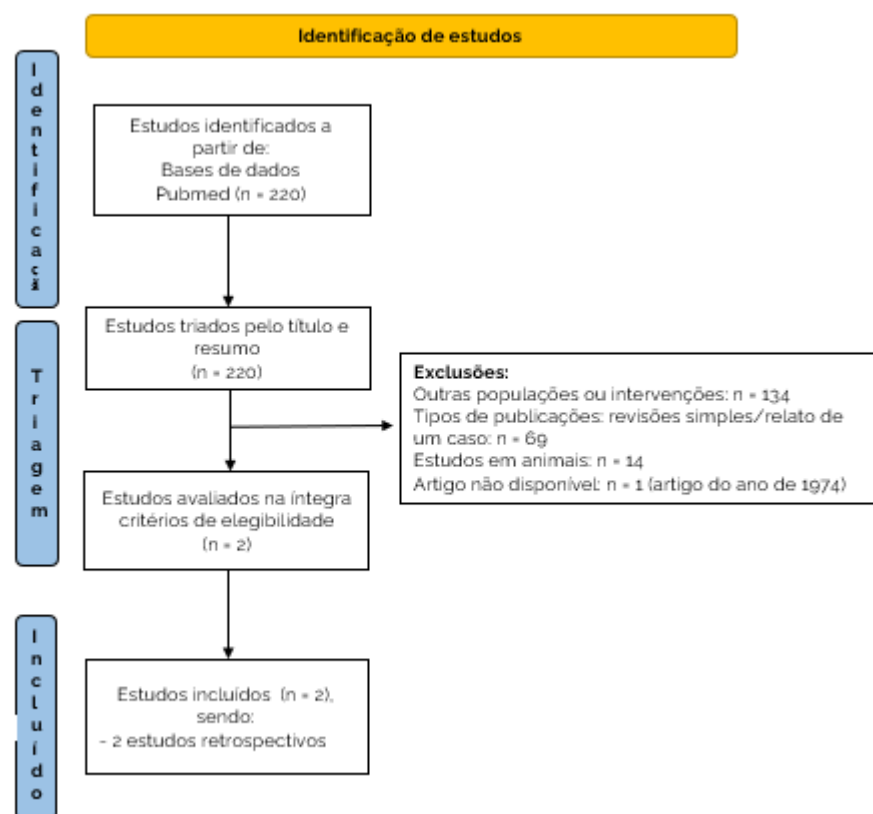 Identificação de estudos
Identificaçã
Estudos identificados a
partir de:
Bases de dados
Pubmed (n = 220)
Triagem
Estudos triados pelo título e
resumo
(n = 220)
Exclusões:
Outras populações ou intervenções: n = 134
Tipos de publicações: revisões simples/relato de
um caso: n = 69
Estudos em animais: n = 14
Artigo não disponível: n = 1 (artigo do ano de 1974)
Estudos avaliados na íntegra
critérios de elegibilidade
(n = 2)
Incluído
Estudos incluídos (n = 2),
sendo:
- 2 estudos retrospectivos